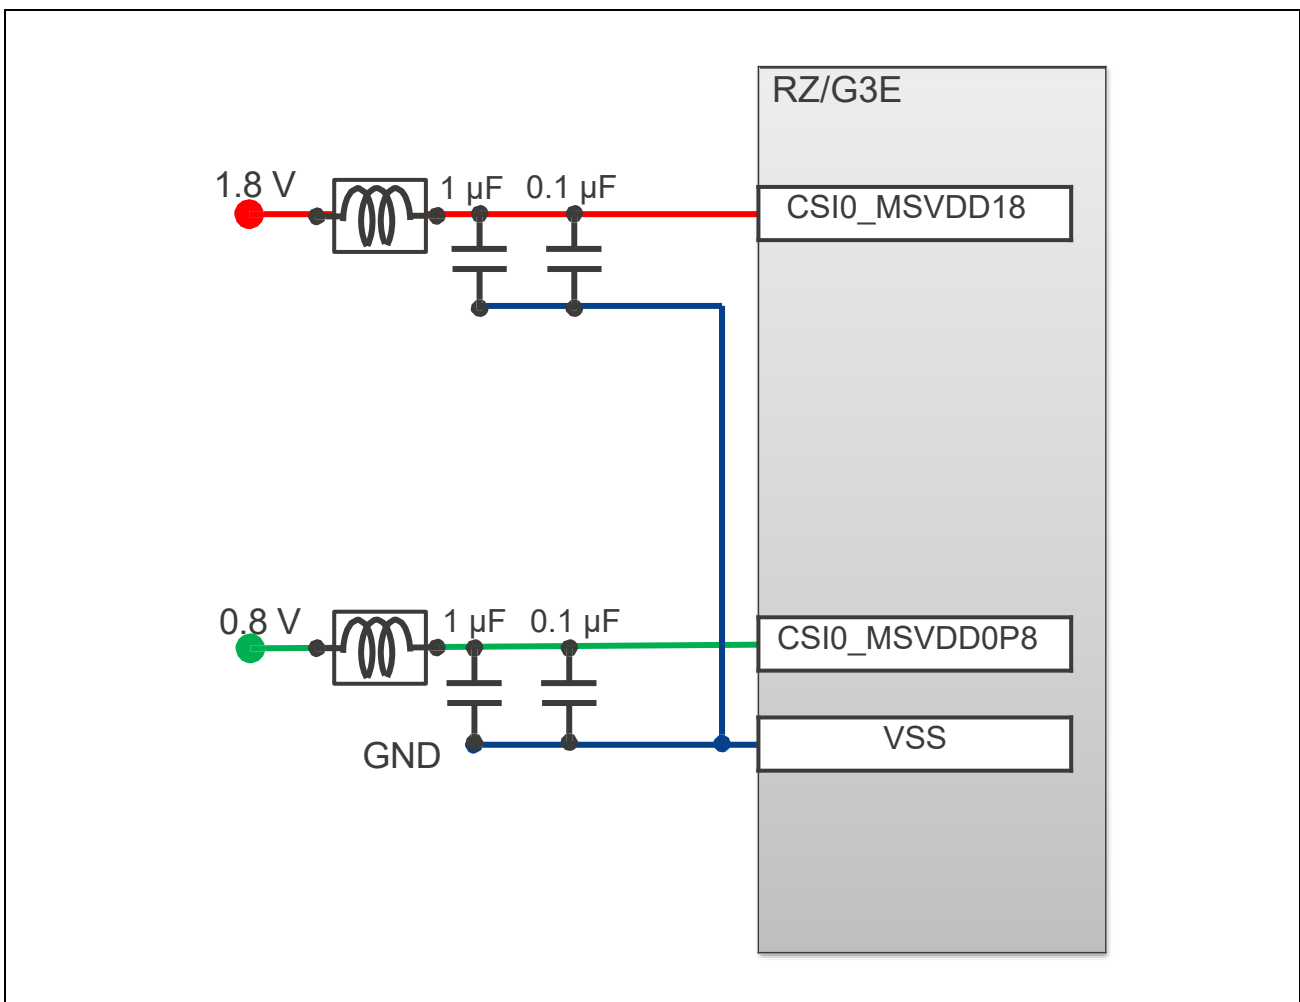 RZ/G3E
1.8 V
1 µF
0.1 µF
CSI0_MSVDD18
0.8 V
1 µF
0.1 µF
CSI0_MSVDD0P8
GND
VSS